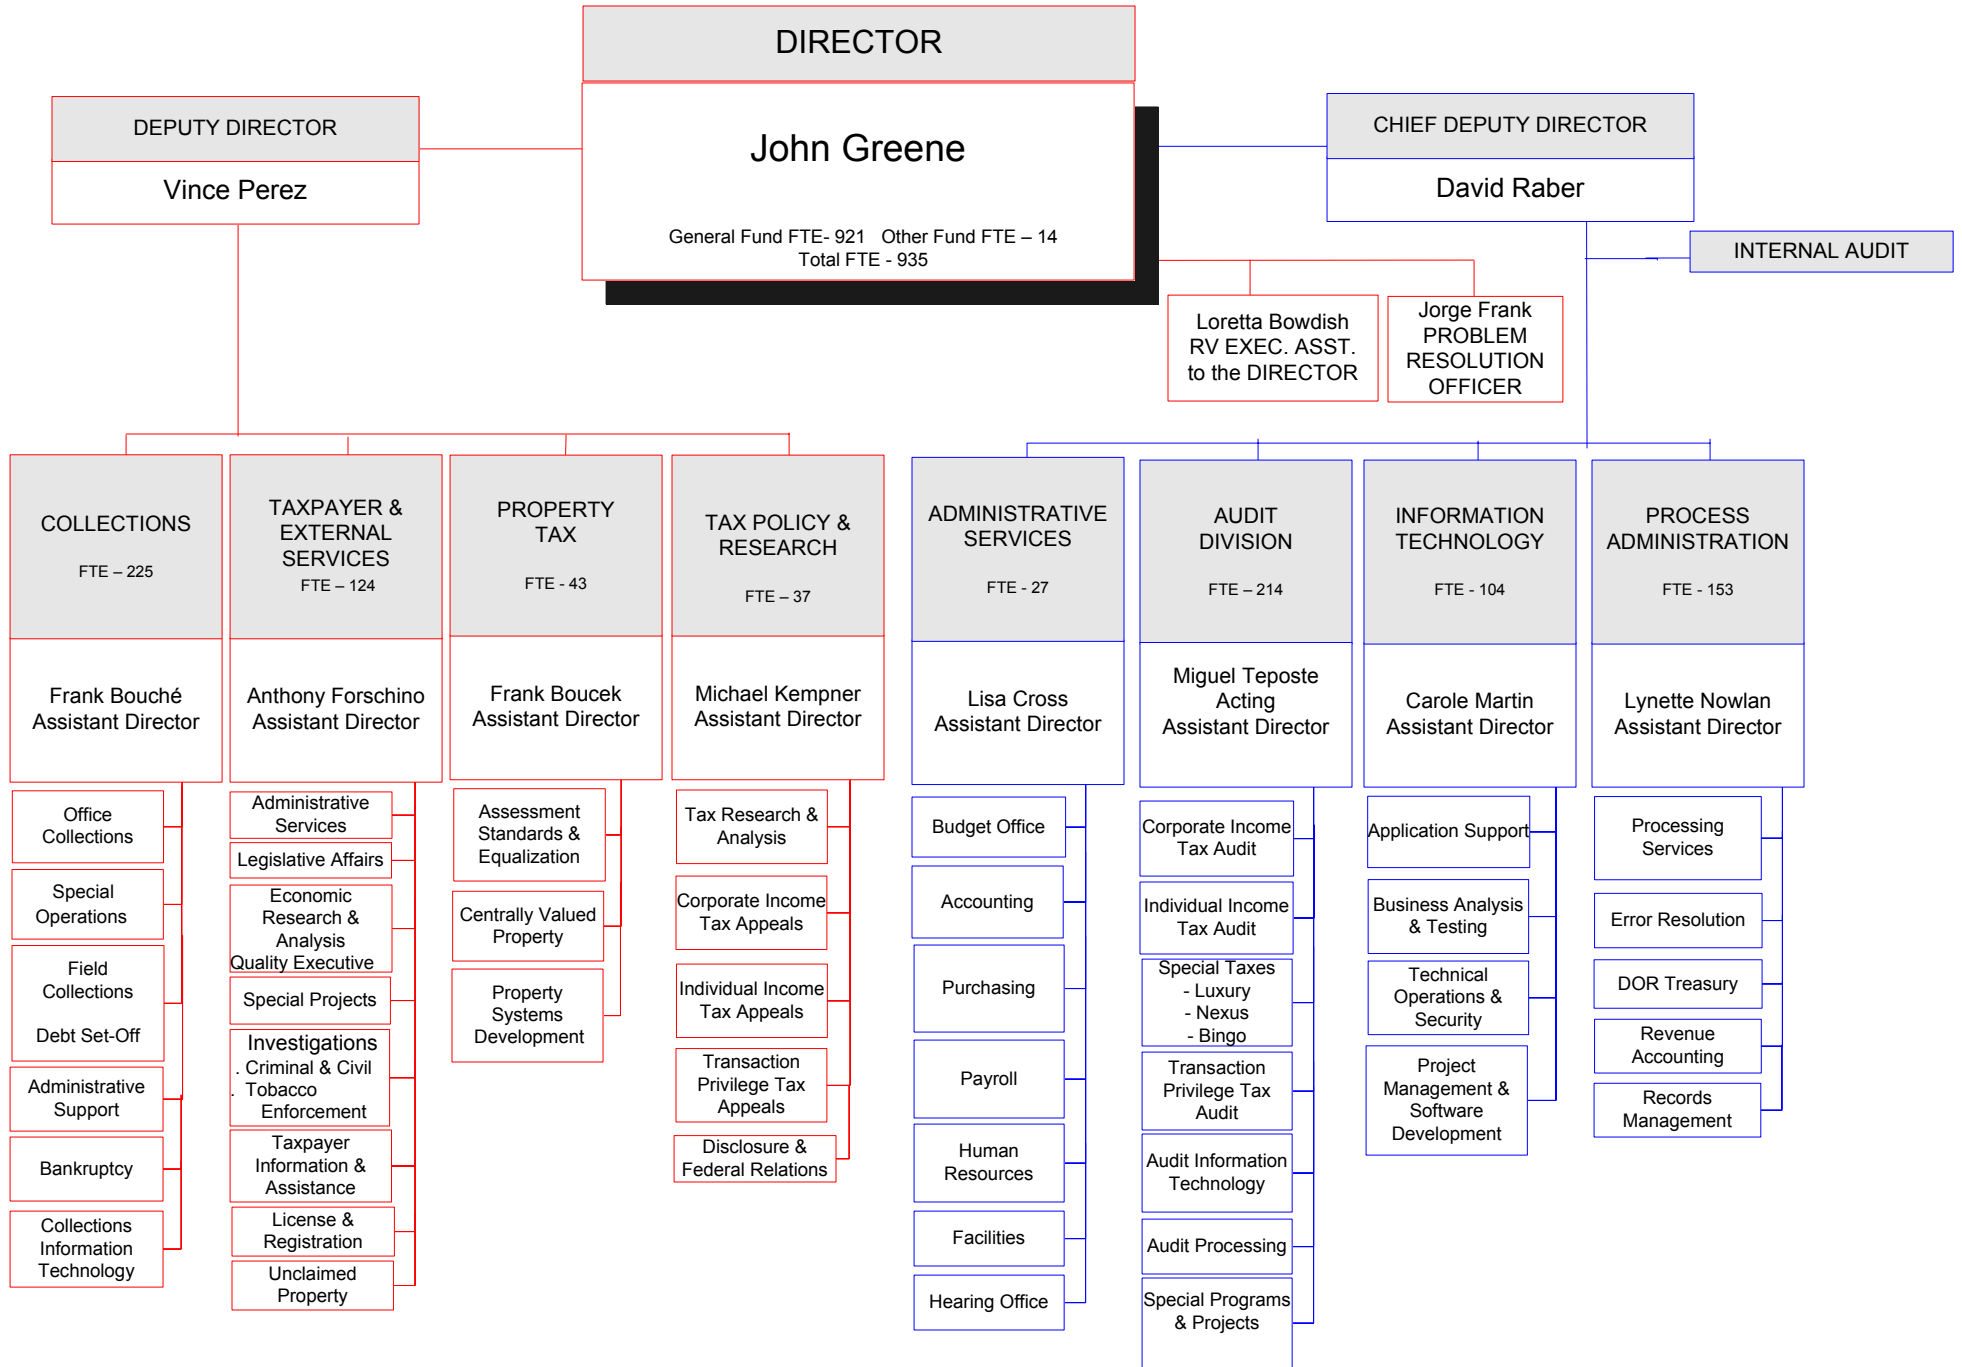 DIRECTOR
John Greene
General Fund FTE- 921 Other Fund FTE – 14
Total FTE - 935
DEPUTY DIRECTOR
Vince Perez
CHIEF DEPUTY DIRECTOR
David Raber
INTERNAL AUDIT
Loretta Bowdish
RV EXEC. ASST.
to the DIRECTOR
Jorge Frank
PROBLEM
RESOLUTION
OFFICER
COLLECTIONS
FTE – 225
Frank Bouché
Assistant Director
Office
Collections
Special
Operations
Field
Collections
Debt Set-Off
Administrative
Support
Bankruptcy
Collections
Information
Technology
TAXPAYER &
EXTERNAL
SERVICES
FTE – 124
Anthony Forschino
Assistant Director
Administrative
Services
Legislative Affairs
Economic
Research &
Analysis
Quality Executive
Special Projects
Investigations
. Criminal & Civil
. Tobacco
Enforcement
Taxpayer
Information &
Assistance
License &
Registration
Unclaimed
Property
PROPERTY
TAX
FTE - 43
Frank Boucek
Assistant Director
Assessment
Standards &
Equalization
Centrally Valued
Property
Property
Systems
Development
TAX POLICY &
RESEARCH
FTE – 37
Michael Kempner
Assistant Director
Tax Research &
Analysis
Corporate Income
Tax Appeals
Individual Income
Tax Appeals
Transaction
Privilege Tax
Appeals
Disclosure &
Federal Relations
ADMINISTRATIVE
SERVICES
FTE - 27
Lisa Cross
Assistant Director
Budget Office
Accounting
Purchasing
Payroll
Human
Resources
Facilities
Hearing Office
AUDIT
DIVISION
FTE – 214
Miguel Teposte
Acting
Assistant Director
Corporate Income
Tax Audit
Individual Income
Tax Audit
Special Taxes
- Luxury
- Nexus
- Bingo
Transaction
Privilege Tax
Audit
Audit Information
Technology
Audit Processing
Special Programs
& Projects
INFORMATION
TECHNOLOGY
FTE - 104
Carole Martin
Assistant Director
Application Support
Business Analysis
& Testing
Technical
Operations &
Security
Project
Management &
Software
Development
PROCESS
ADMINISTRATION
FTE - 153
Lynette Nowlan
Assistant Director
Processing
Services
Error Resolution
DOR Treasury
Revenue
Accounting
Records
Management